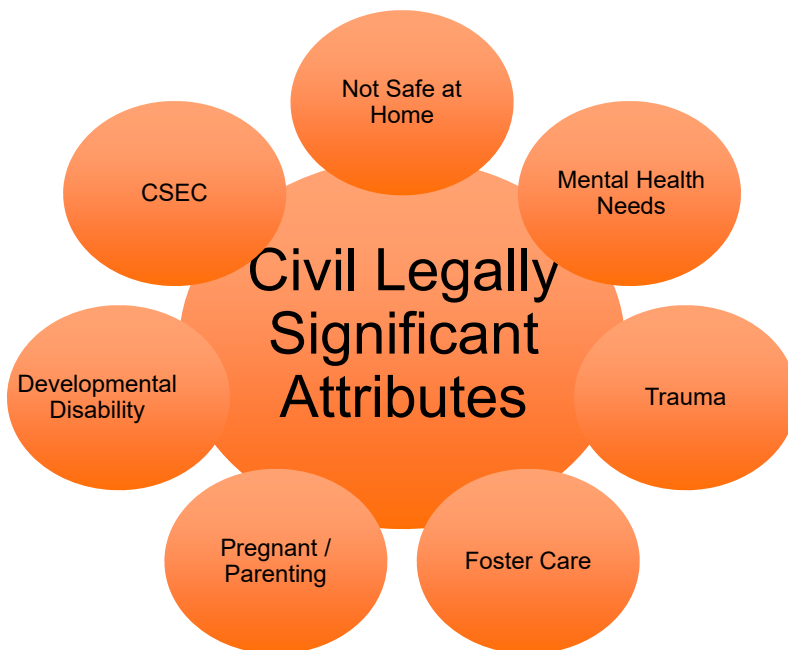 Not Safe at
Home
Mental Health
Needs
CSEC
Civil Legally
Significant
Attributes
Developmental
Disability
Trauma
Pregnant /
Parenting
Foster Care